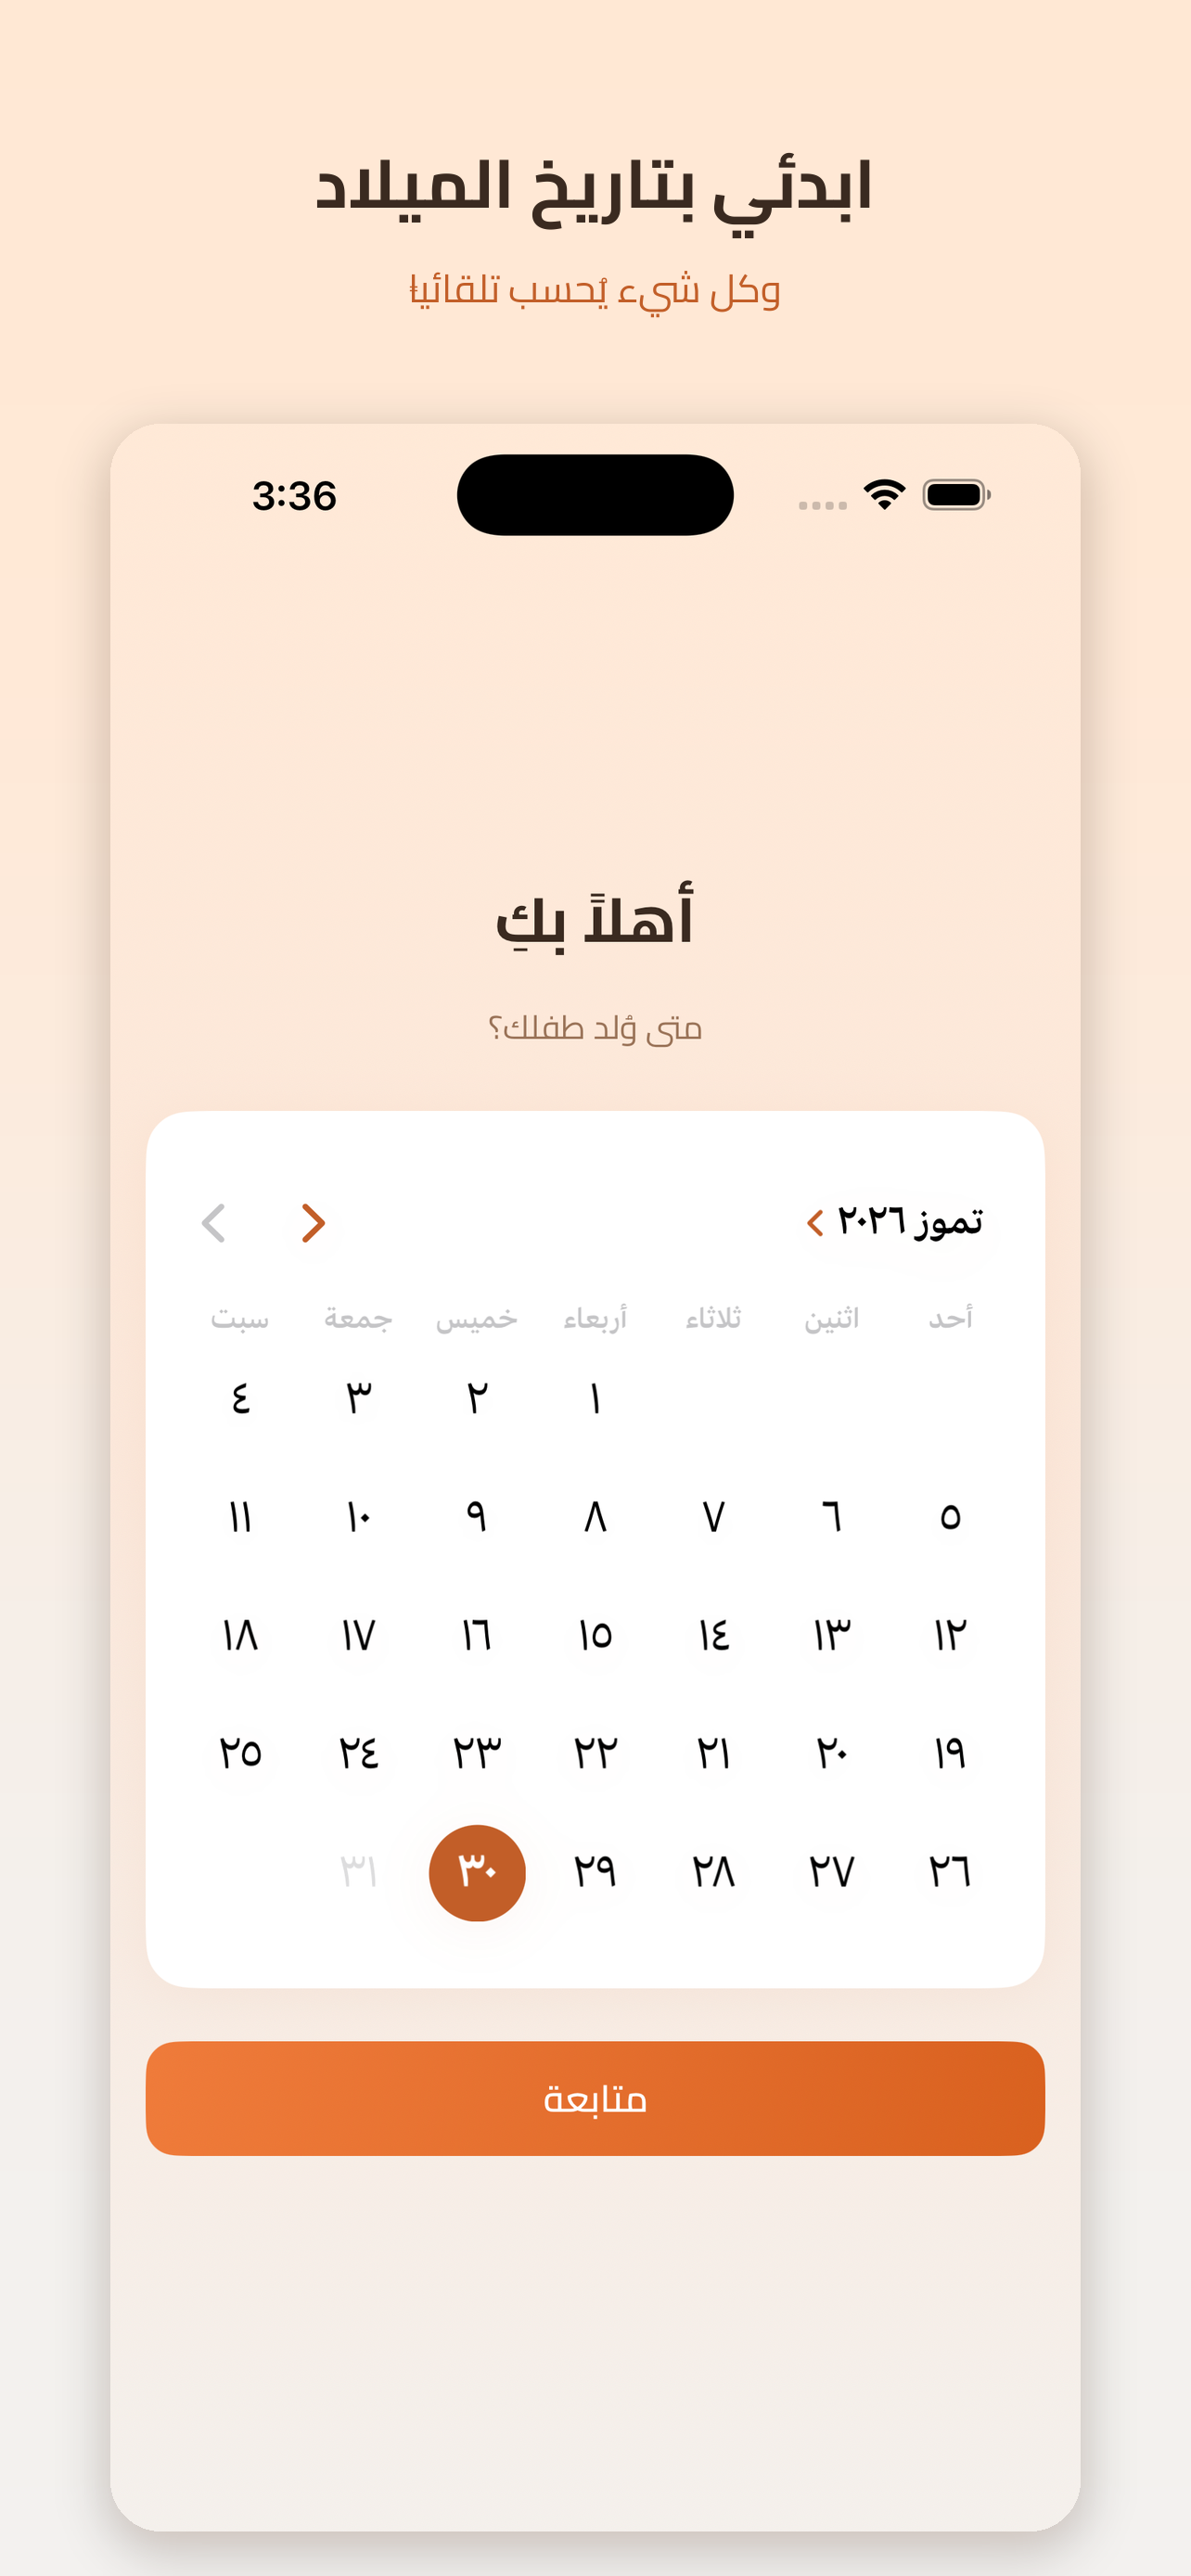 ابدئي بتاريخ الميلاد
وكل شيء يُحسب تلقائيًا
3:36
أهلاً بكِ
متى وُلد طفلك؟
تموز ٢٠٢٦
أحد اثنين ثلاثاء أربعاء خميس جمعة سبت
١ ٢ ٣ ٤
٥ ٦ ٧ ٨ ٩ ١٠ ١١
١٢ ١٣ ١٤ ١٥ ١٦ ١٧ ١٨
١٩ ٢٠ ٢١ ٢٢ ٢٣ ٢٤ ٢٥
٢٦ ٢٧ ٢٨ ٢٩ ٣٠ ٣١
متابعة